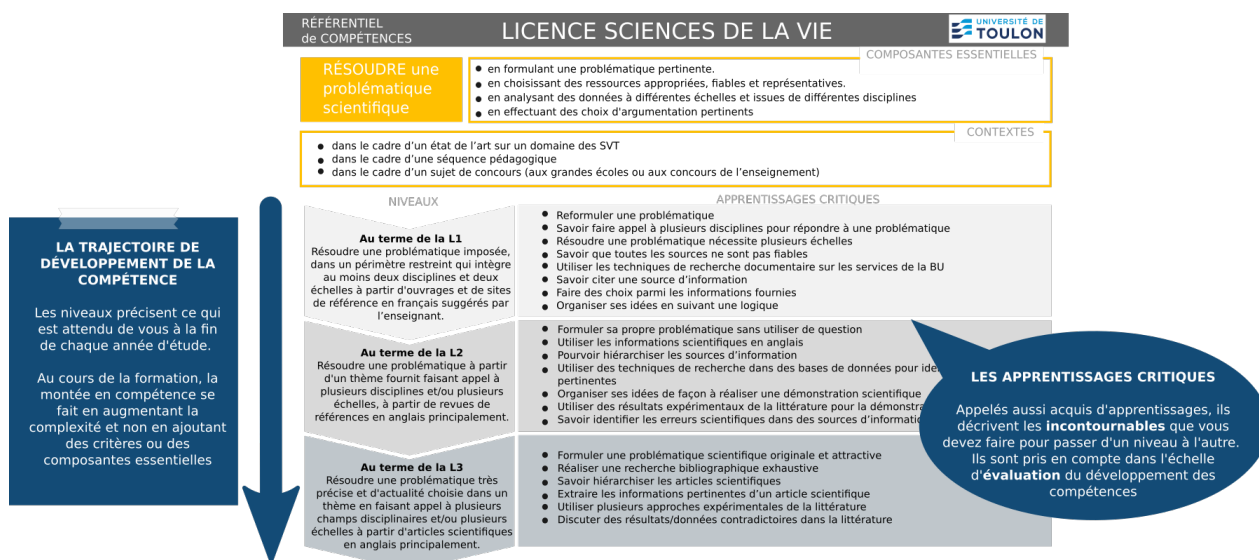 RÉFÉRENTIEL
de COMPÉTENCES
LICENCE SCIENCES DE LA VIE
UNIVERSITÉ DE
TOULON
COMPOSANTES ESSENTIELLES
RÉSOUDRE une
problématique
scientifique
● en formulant une problématique pertinente.
● en choisissant des ressources appropriées, fiables et représentatives.
● en analysant des données à différentes échelles et issues de différentes disciplines
● en effectuant des choix d'argumentation pertinents
CONTEXTES
● dans le cadre d'un état de l'art sur un domaine des SVT
● dans le cadre d'une séquence pédagogique
● dans le cadre d'un sujet de concours (aux grandes écoles ou aux concours de l'enseignement)
LA TRAJECTOIRE DE
DÉVELOPPEMENT DE LA
COMPÉTENCE
Les niveaux précisent ce qui
est attendu de vous à la fin
de chaque année d'étude.
Au cours de la formation, la
montée en compétence se
fait en augmentant la
complexité et non en ajoutant
des critères ou des
composantes essentielles
NIVEAUX
APPRENTISSAGES CRITIQUES
Au terme de la L1
Résoudre une problématique imposée,
dans un périmètre restreint qui intègre
au moins deux disciplines et deux
échelles à partir d'ouvrages et de sites
de référence en français suggérés par
l'enseignant.
● Reformuler une problématique
● Savoir faire appel à plusieurs disciplines pour répondre à une problématique
● Résoudre une problématique nécessite plusieurs échelles
● Savoir que toutes les sources ne sont pas fiables
● Utiliser les techniques de recherche documentaire sur les services de la BU
● Savoir citer une source d'information
● Faire des choix parmi les informations fournies
● Organiser ses idées en suivant une logique
Au terme de la L2
Résoudre une problématique à partir
d'un thème fournit faisant appel à
plusieurs disciplines et/ou plusieurs
échelles, à partir de revues de
références en anglais principalement.
● Formuler sa propre problématique sans utiliser de question
● Utiliser les informations scientifiques en anglais
● Pourvoir hiérarchiser les sources d'information
● Utiliser des techniques de recherche dans des bases de données pour
pertinentes
● Organiser ses idées de façon à réaliser une démonstration scientifique
● Utiliser des résultats expérimentaux de la littérature pour la
● Savoir identifier les erreurs scientifiques dans des sources
Au terme de la L3
Résoudre une problématique très
précise et d'actualité choisie dans un
thème en faisant appel à plusieurs
champs disciplinaires et/ou plusieurs
échelles à partir d'articles scientifiques
en anglais principalement.
● Formuler une problématique scientifique originale et attractive
● Réaliser une recherche bibliographique exhaustive
● Savoir hiérarchiser les articles scientifiques
● Extraire les informations pertinentes d'un article scientifique
● Utiliser plusieurs approches expérimentales de la littérature
● Discuter des résultats/données contradictoires dans la littérature
LES APPRENTISSAGES CRITIQUES
Appelés aussi acquis d'apprentissages, ils
décrivent les incontournables que vous
devez faire pour passer d'un niveau à l'autre.
Ils sont pris en compte dans l'échelle
d'évaluation du développement des
compétences